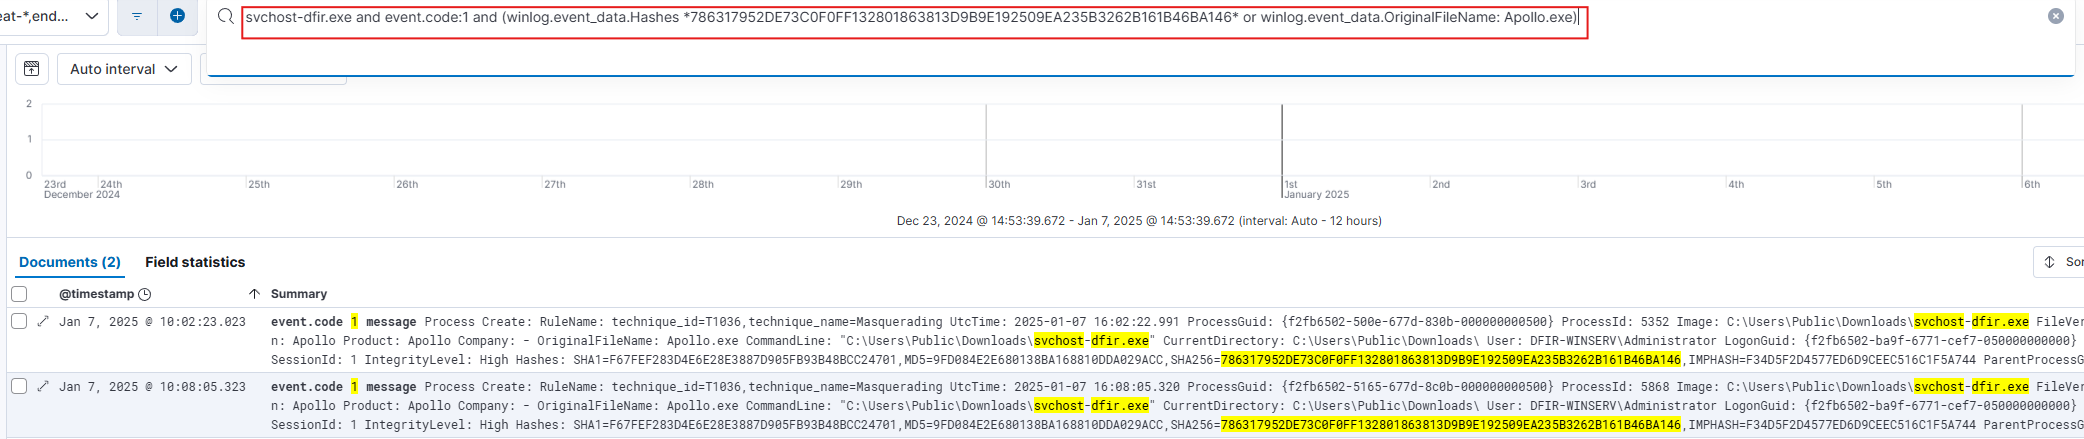 eat-*,end...
svchost-dfir.exe and event.code:1 and (winlog.event_data.Hashes *786317952DE73C0F0FF132801863813D9B9E192509EA235B3262B161B46BA146* or winlog.event_data.OriginalFileName: Apollo.exe)
Auto interval
2
1
0
23rd 24th 25th 26th 27th 28th 29th 30th 31st 1st 2nd 3rd 4th 5th 6th
December 2024 January 2025
Dec 23, 2024 @ 14:53:39.672 - Jan 7, 2025 @ 14:53:39.672 (interval: Auto - 12 hours)
Documents (2) Field statistics
Sor
@timestamp Summary
Jan 7, 2025 @ 10:02:23.023 event.code 1 message Process Create: RuleName: technique_id=T1036,technique_name=Masquerading UtcTime: 2025-01-07 16:02:22.991 ProcessGuid: {f2fb6502-500e-677d-830b-000000000500} ProcessId: 5352 Image: C:\Users\Public\Downloads\svchost-dfir.exe FileVer
n: Apollo Product: Apollo Company: - OriginalFileName: Apollo.exe CommandLine: "C:\Users\Public\Downloads\svchost-dfir.exe" CurrentDirectory: C:\Users\Public\Downloads\ User: DFIR-WINSERV\Administrator LogonGuid: {f2fb6502-ba9f-6771-cef7-050000000000}
SessionId: 1 IntegrityLevel: High Hashes: SHA1=F67FEF283D4E6E28E3887D905FB93B48BCC24701,MD5=9FD084E2E680138BA168810DDA029ACC,SHA256=786317952DE73C0F0FF132801863813D9B9E192509EA235B3262B161B46BA146,IMPHASH=F34D5F2D4577ED6D9CEEC516C1F5A744 ParentProcessG
Jan 7, 2025 @ 10:08:05.323 event.code 1 message Process Create: RuleName: technique_id=T1036,technique_name=Masquerading UtcTime: 2025-01-07 16:08:05.320 ProcessGuid: {f2fb6502-5165-677d-8c0b-000000000500} ProcessId: 5868 Image: C:\Users\Public\Downloads\svchost-dfir.exe FileVer
n: Apollo Product: Apollo Company: - OriginalFileName: Apollo.exe CommandLine: "C:\Users\Public\Downloads\svchost-dfir.exe" CurrentDirectory: C:\Users\Public\Downloads\ User: DFIR-WINSERV\Administrator LogonGuid: {f2fb6502-ba9f-6771-cef7-050000000000}
SessionId: 1 IntegrityLevel: High Hashes: SHA1=F67FEF283D4E6E28E3887D905FB93B48BCC24701,MD5=9FD084E2E680138BA168810DDA029ACC,SHA256=786317952DE73C0F0FF132801863813D9B9E192509EA235B3262B161B46BA146,IMPHASH=F34D5F2D4577ED6D9CEEC516C1F5A744 ParentProcessG